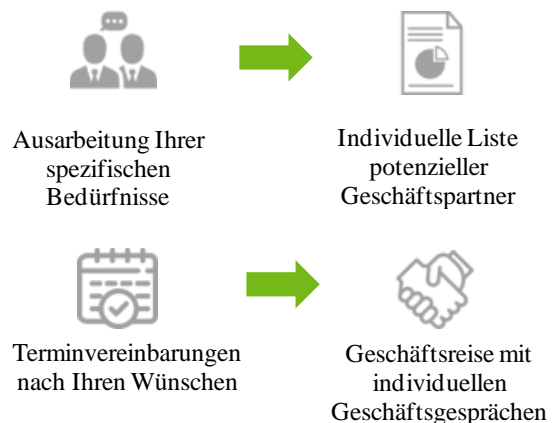 Ausarbeitung Ihrer
spezifischen
Bedürfnisse
Individuelle Liste
potenzieller
Geschäftspartner
Terminvereinbarungen
nach Ihren Wünschen
Geschäftsreise mit
individuellen
Geschäftsgesprächen